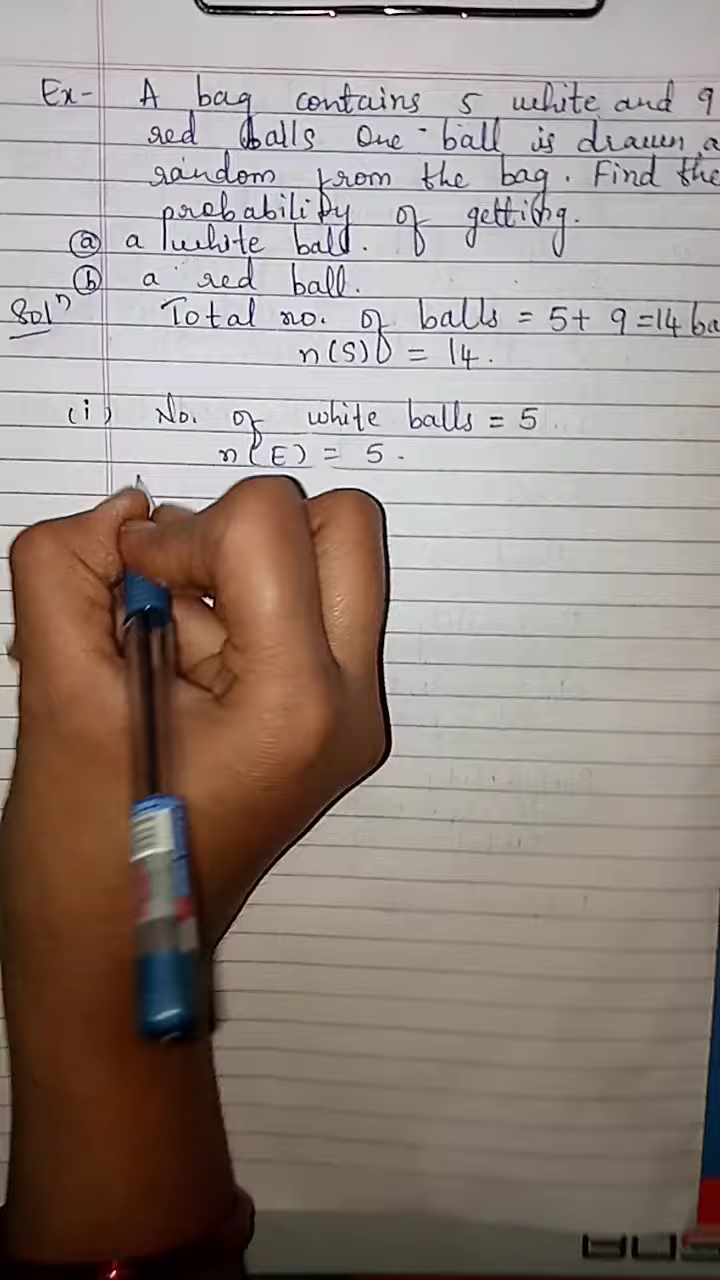 Ex- A bag contains 5 white and 9
red balls One ball is drawn a
random from the bag. Find the
probability of getting.
(a) a white ball.
(b) a red ball.
Solⁿ Total no. of balls = 5+ 9=14 ba
n(S) = 14.
(i) No. of white balls = 5.
n(E) = 5.